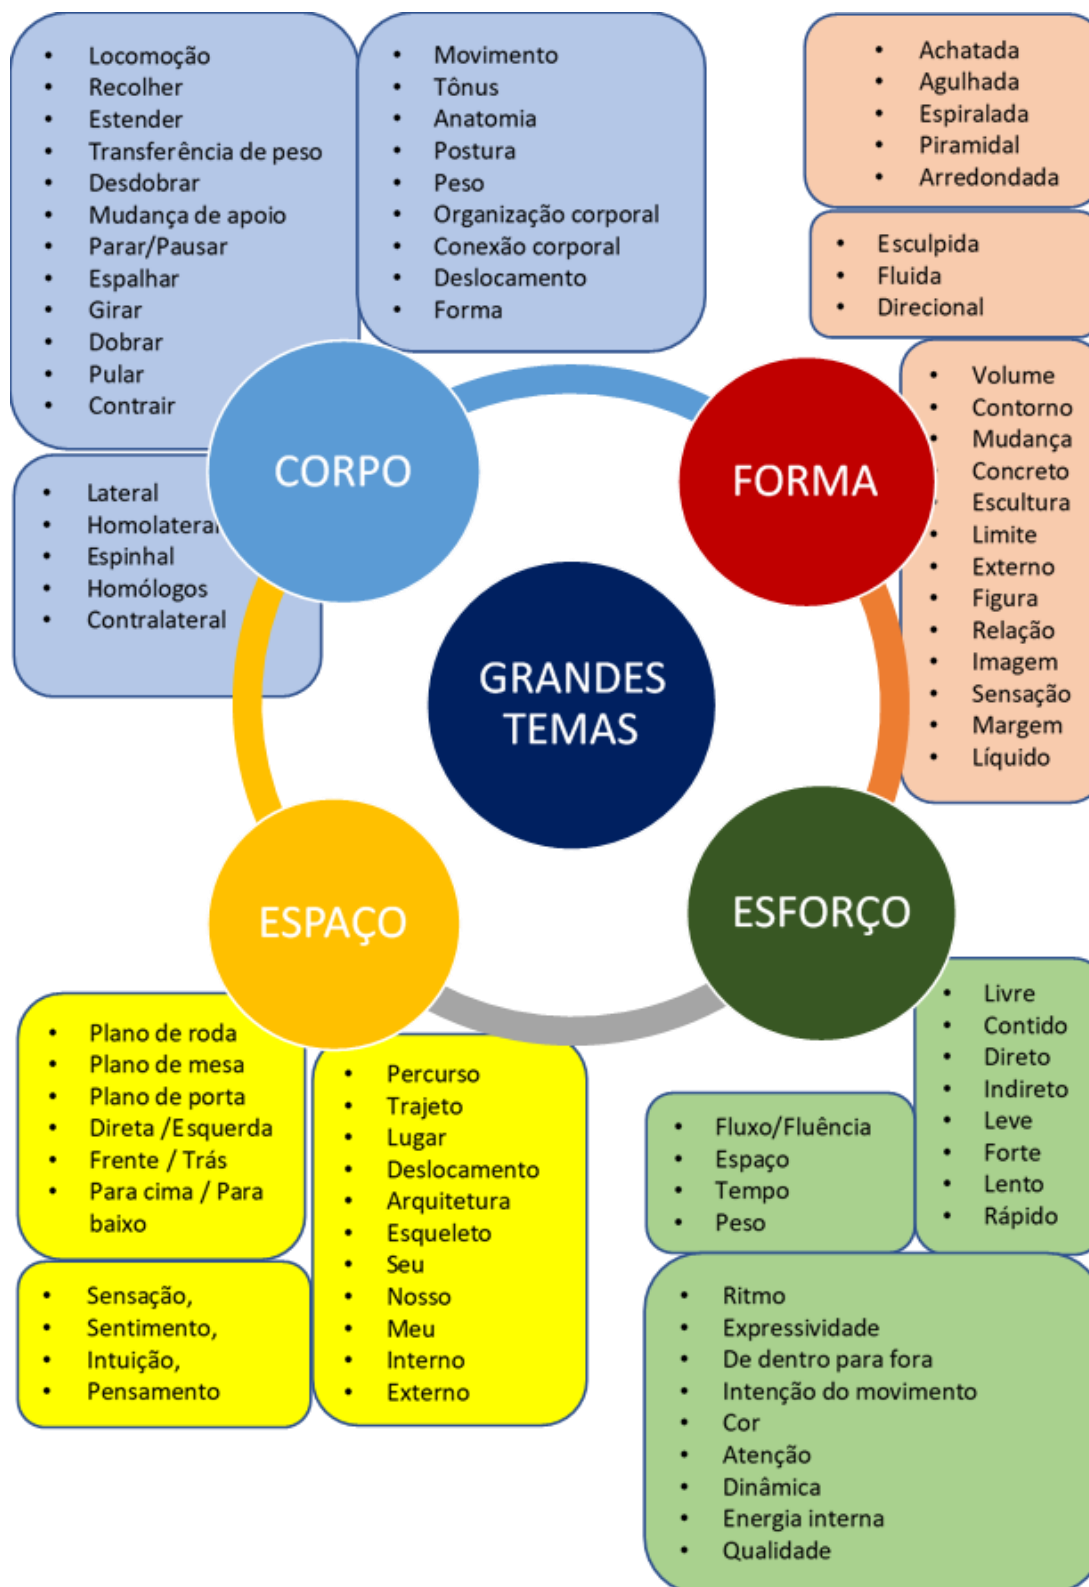 • Locomoção
• Recolher
• Estender
• Transferência de peso
• Desdobrar
• Mudança de apoio
• Parar/Pausar
• Espalhar
• Girar
• Dobrar
• Pular
• Contrair
• Movimento
• Tônus
• Anatomia
• Postura
• Peso
• Organização corporal
• Conexão corporal
• Deslocamento
• Forma
• Achatada
• Agulhada
• Espiralada
• Piramidal
• Arredondada
• Esculpida
• Fluida
• Direcional
• Volume
• Contorno
• Mudança
• Concreto
• Escultura
• Limite
• Externo
• Figura
• Relação
• Imagem
• Sensação
• Margem
• Líquido
CORPO
FORMA
• Lateral
• Homolateral
• Espinhal
• Homólogos
• Contralateral
GRANDES
TEMAS
ESPAÇO
ESFORÇO
• Plano de roda
• Plano de mesa
• Plano de porta
• Direta /Esquerda
• Frente / Trás
• Para cima / Para
baixo
• Sensação,
• Sentimento,
• Intuição,
• Pensamento
• Percurso
• Trajeto
• Lugar
• Deslocamento
• Arquitetura
• Esqueleto
• Seu
• Nosso
• Meu
• Interno
• Externo
• Fluxo/Fluência
• Espaço
• Tempo
• Peso
• Livre
• Contido
• Direto
• Indireto
• Leve
• Forte
• Lento
• Rápido
• Ritmo
• Expressividade
• De dentro para fora
• Intenção do movimento
• Cor
• Atenção
• Dinâmica
• Energia interna
• Qualidade